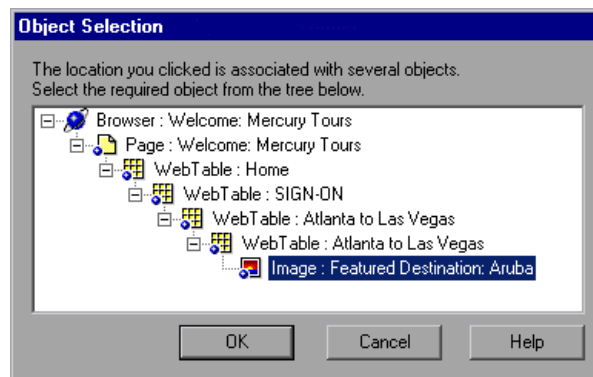 Object Selection
The location you clicked is associated with several objects.
Select the required object from the tree below.
Browser : Welcome: Mercury Tours
Page : Welcome: Mercury Tours
WebTable : Home
WebTable : SIGN-ON
WebTable : Atlanta to Las Vegas
WebTable : Atlanta to Las Vegas
Image : Featured Destination: Aruba
OK Cancel Help